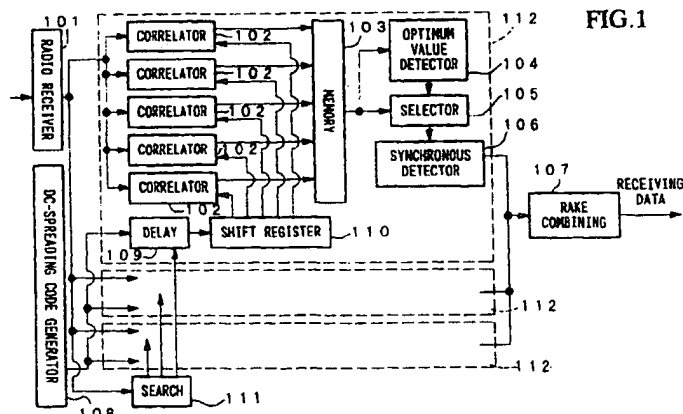 FIG.1
101
RADIO RECEIVER
CORRELATOR
102
CORRELATOR
102
CORRELATOR
102
CORRELATOR
102
CORRELATOR
102
103
MEMORY
OPTIMUM
VALUE
DETECTOR
112
104
SELECTOR
105
106
SYNCHRONOUS
DETECTOR
107
RAKE
COMBINING
RECEIVING
DATA
DELAY
109
SHIFT REGISTER
110
DC-SPREADING CODE GENERATOR
108
112
112
SEARCH
111